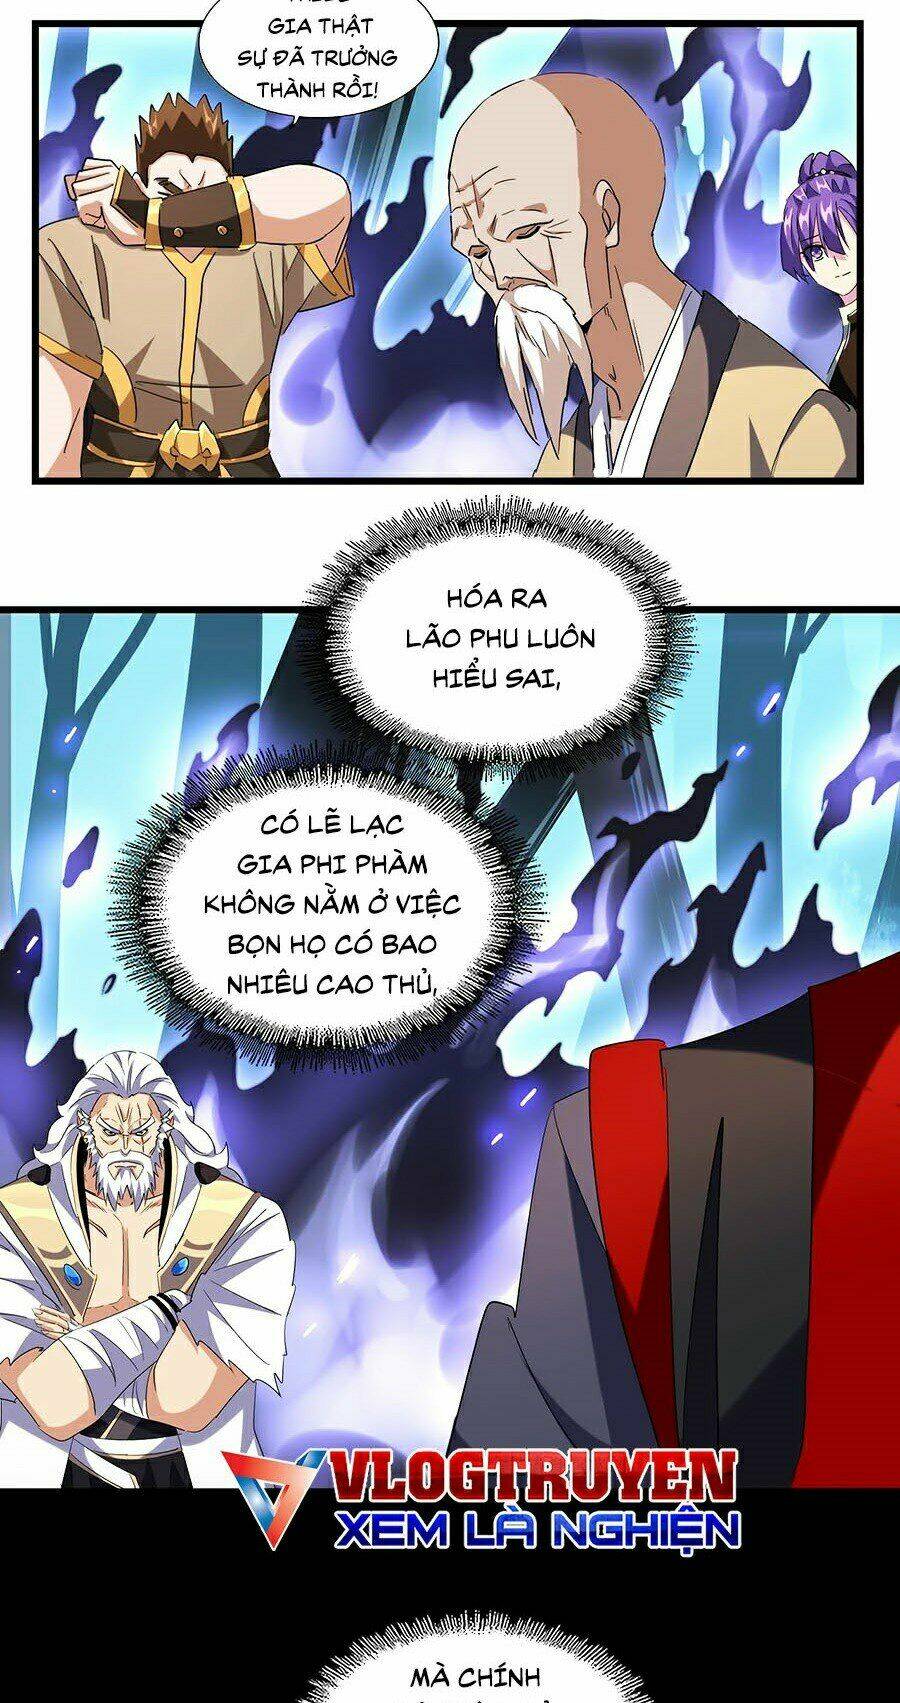 GIA THẬT
SỰ ĐÃ TRƯỞNG
THÀNH RỒI!
HÓA RA
LÃO PHU LUÔN
HIỂU SAI,
CÓ LẼ LẠC
GIA PHI PHÀM
KHÔNG NẰM Ở VIỆC
BỌN HỌ CÓ BAO
NHIÊU CAO THỦ,
VLOGTRUYEN
XEM LÀ NGHIỆN
MÀ CHÍNH